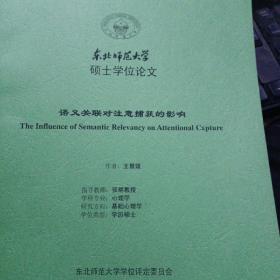 东北师范大学
硕士学位论文
语义关联对注意捕获的影响
The Influence of Semantic Relevancy on Attentional Capture
作者：王慧媛
指导教师：张明教授
学科专业：心理学
研究方向：基础心理学
学位类型：学历硕士
东北师范大学学位评定委员会